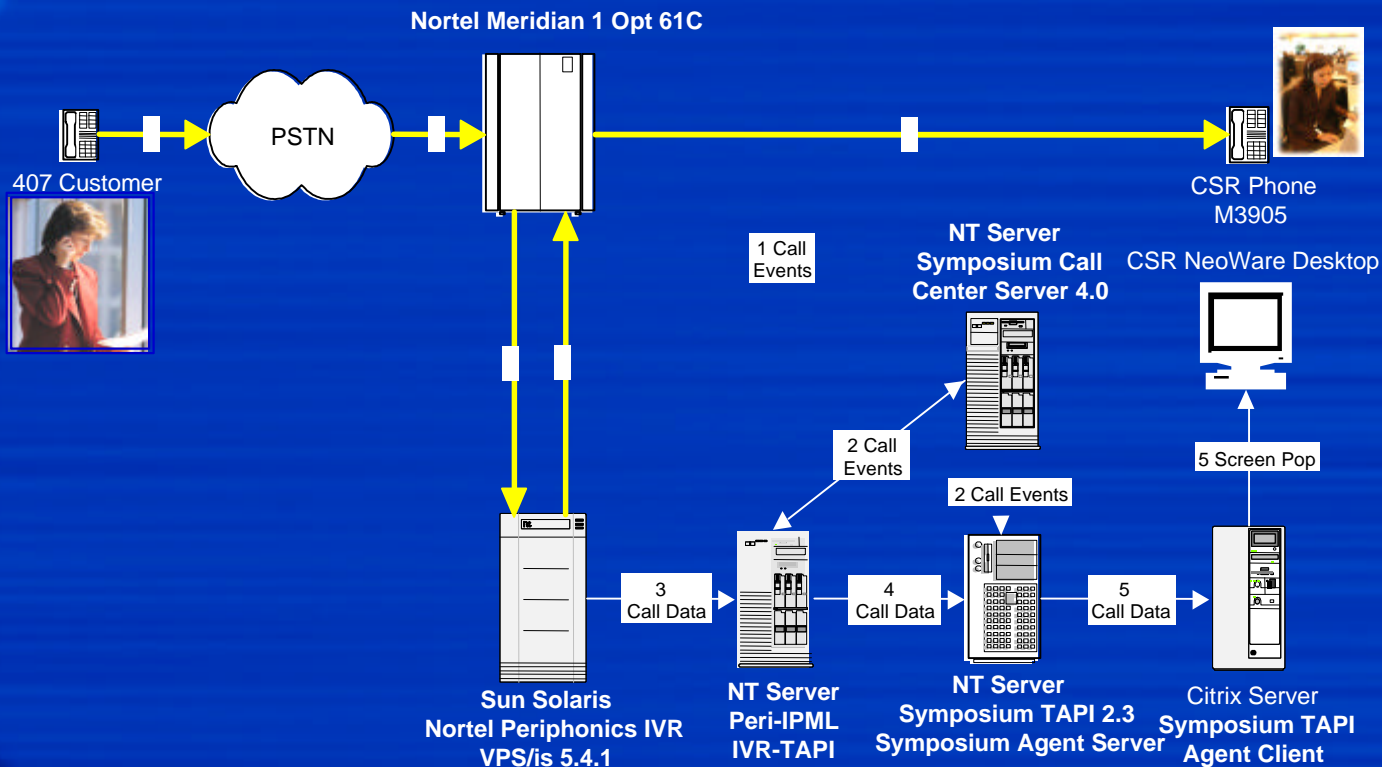 Nortel Meridian 1 Opt 61C
PSTN
407 Customer
CSR Phone
M3905
1 Call
Events
NT Server
Symposium Call
Center Server 4.0
CSR NeoWare Desktop
2 Call
Events
2 Call Events
5 Screen Pop
3
Call Data
4
Call Data
5
Call Data
Sun Solaris
Nortel Periphonics IVR
VPS/is 5.4.1
NT Server
Peri-IPML
IVR-TAPI
NT Server
Symposium TAPI 2.3
Symposium Agent Server
Citrix Server
Symposium TAPI
Agent Client